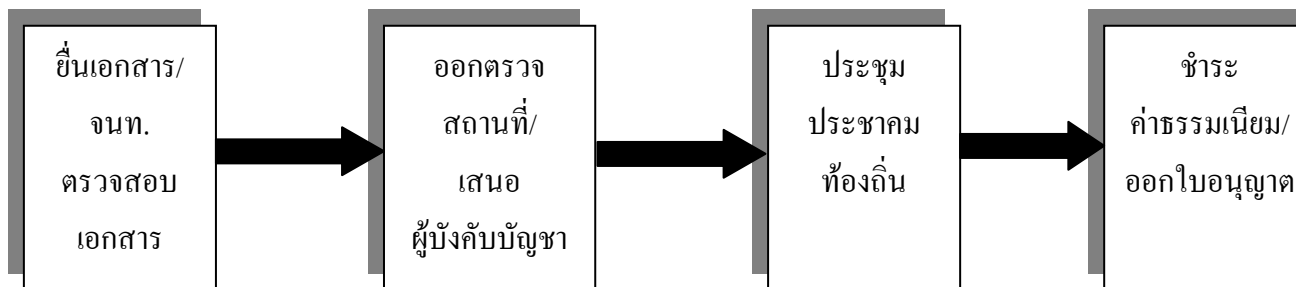 ยื่นเอกสาร/
จนท.
ตรวจสอบ
เอกสาร
ออกตรวจ
สถานที่/
เสนอ
ผู้บังคับบัญชา
ประชุม
ประชาคม
ท้องถิ่น
ชำระ
ค่าธรรมเนียม/
ออกใบอนุญาต